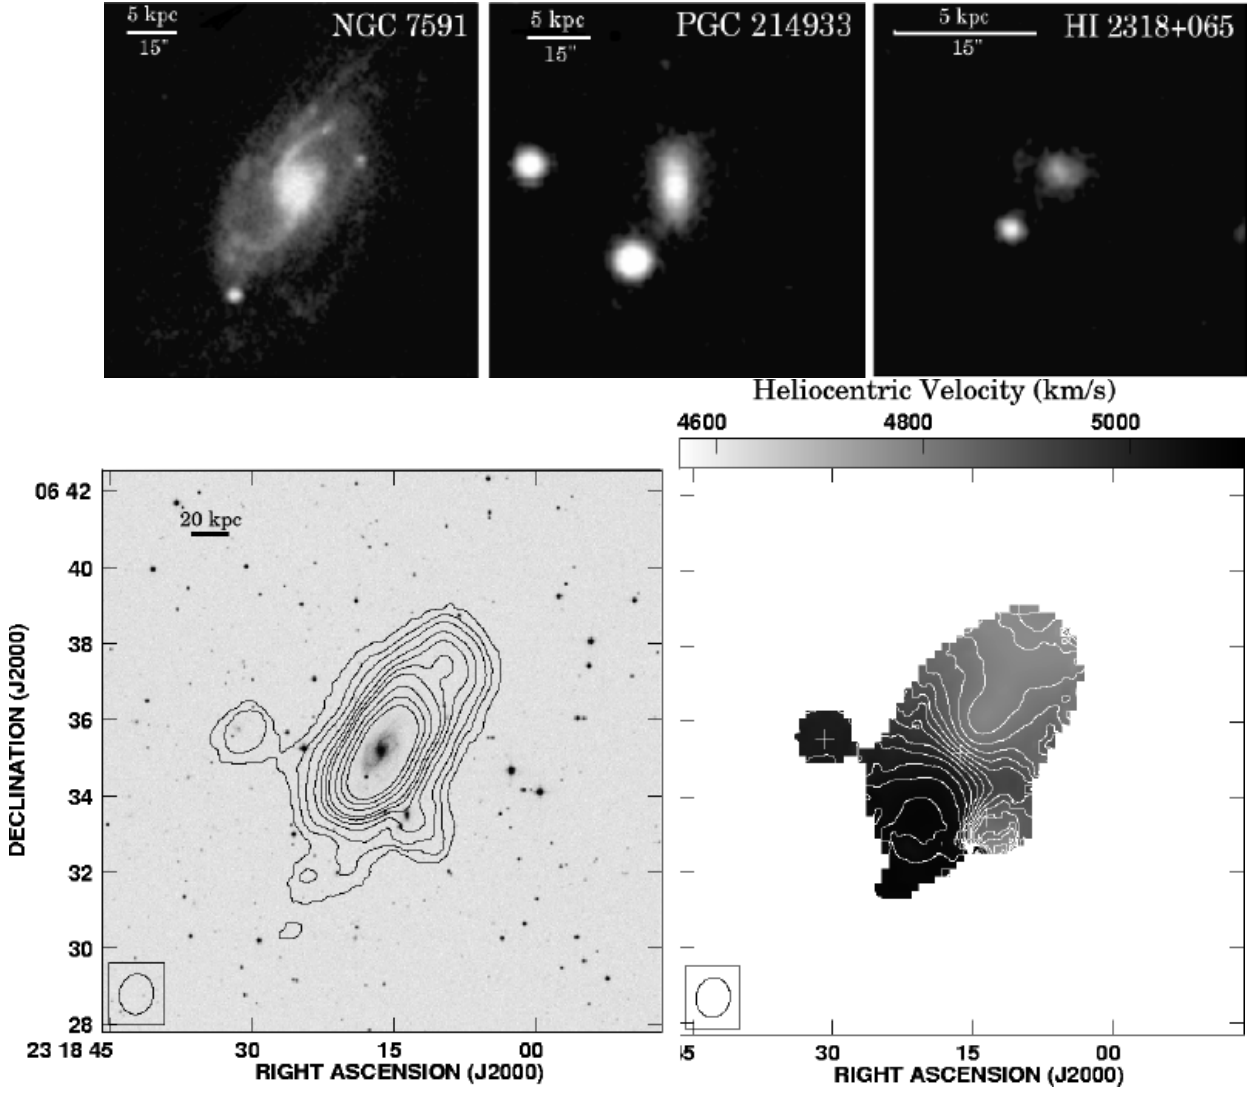 5 kpc
15"
NGC 7591
5 kpc
15"
PGC 214933
5 kpc
15"
HI 2318+065
Heliocentric Velocity (km/s)
4600 4800 5000
06 42
40
38
36
34
32
30
28
DECLINATION (J2000)
20 kpc
23 18 45 30 15 00
RIGHT ASCENSION (J2000)
45 30 15 00
RIGHT ASCENSION (J2000)